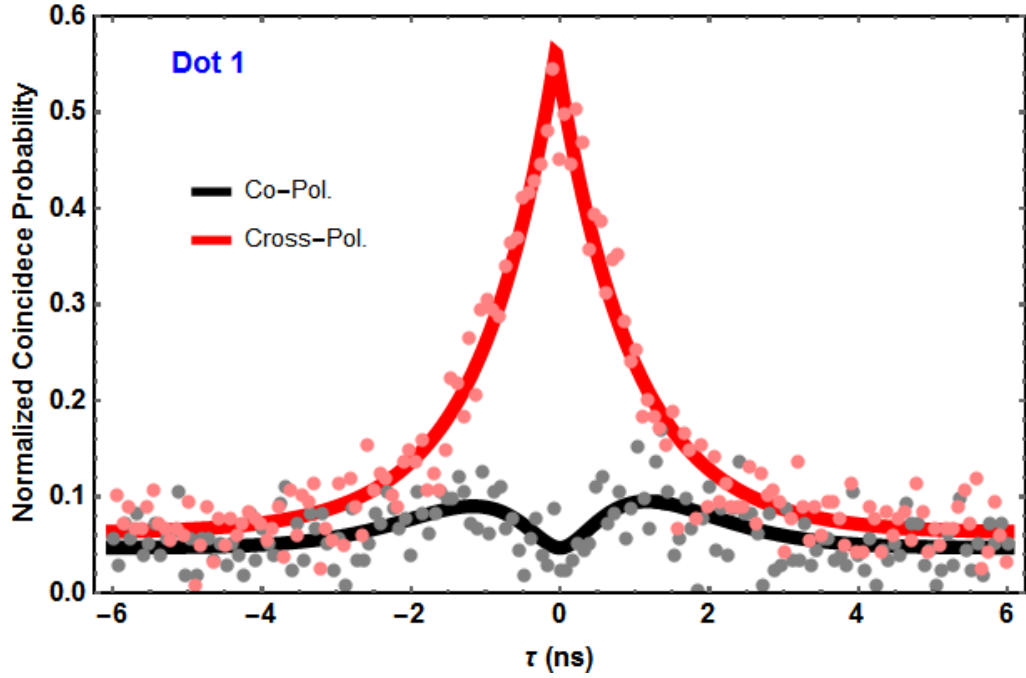 Dot 1
Normalized Coincidece Probability
0.6
0.5
0.4
0.3
0.2
0.1
0.0
Co-Pol.
Cross-Pol.
−6 −4 −2 0 2 4 6
τ (ns)